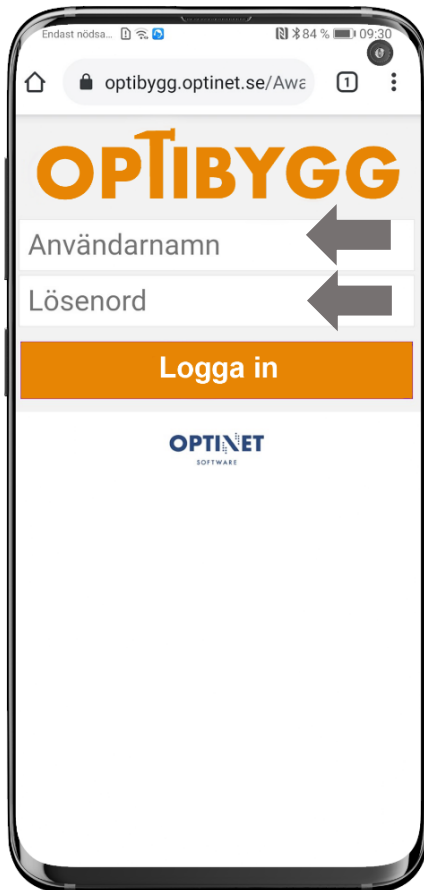 Endast nödsa... 84 % 09:30
optibygg.optinet.se/Awa 1
OPTIBYGG
Användarnamn
Lösenord
Logga in
OPTINET
SOFTWARE